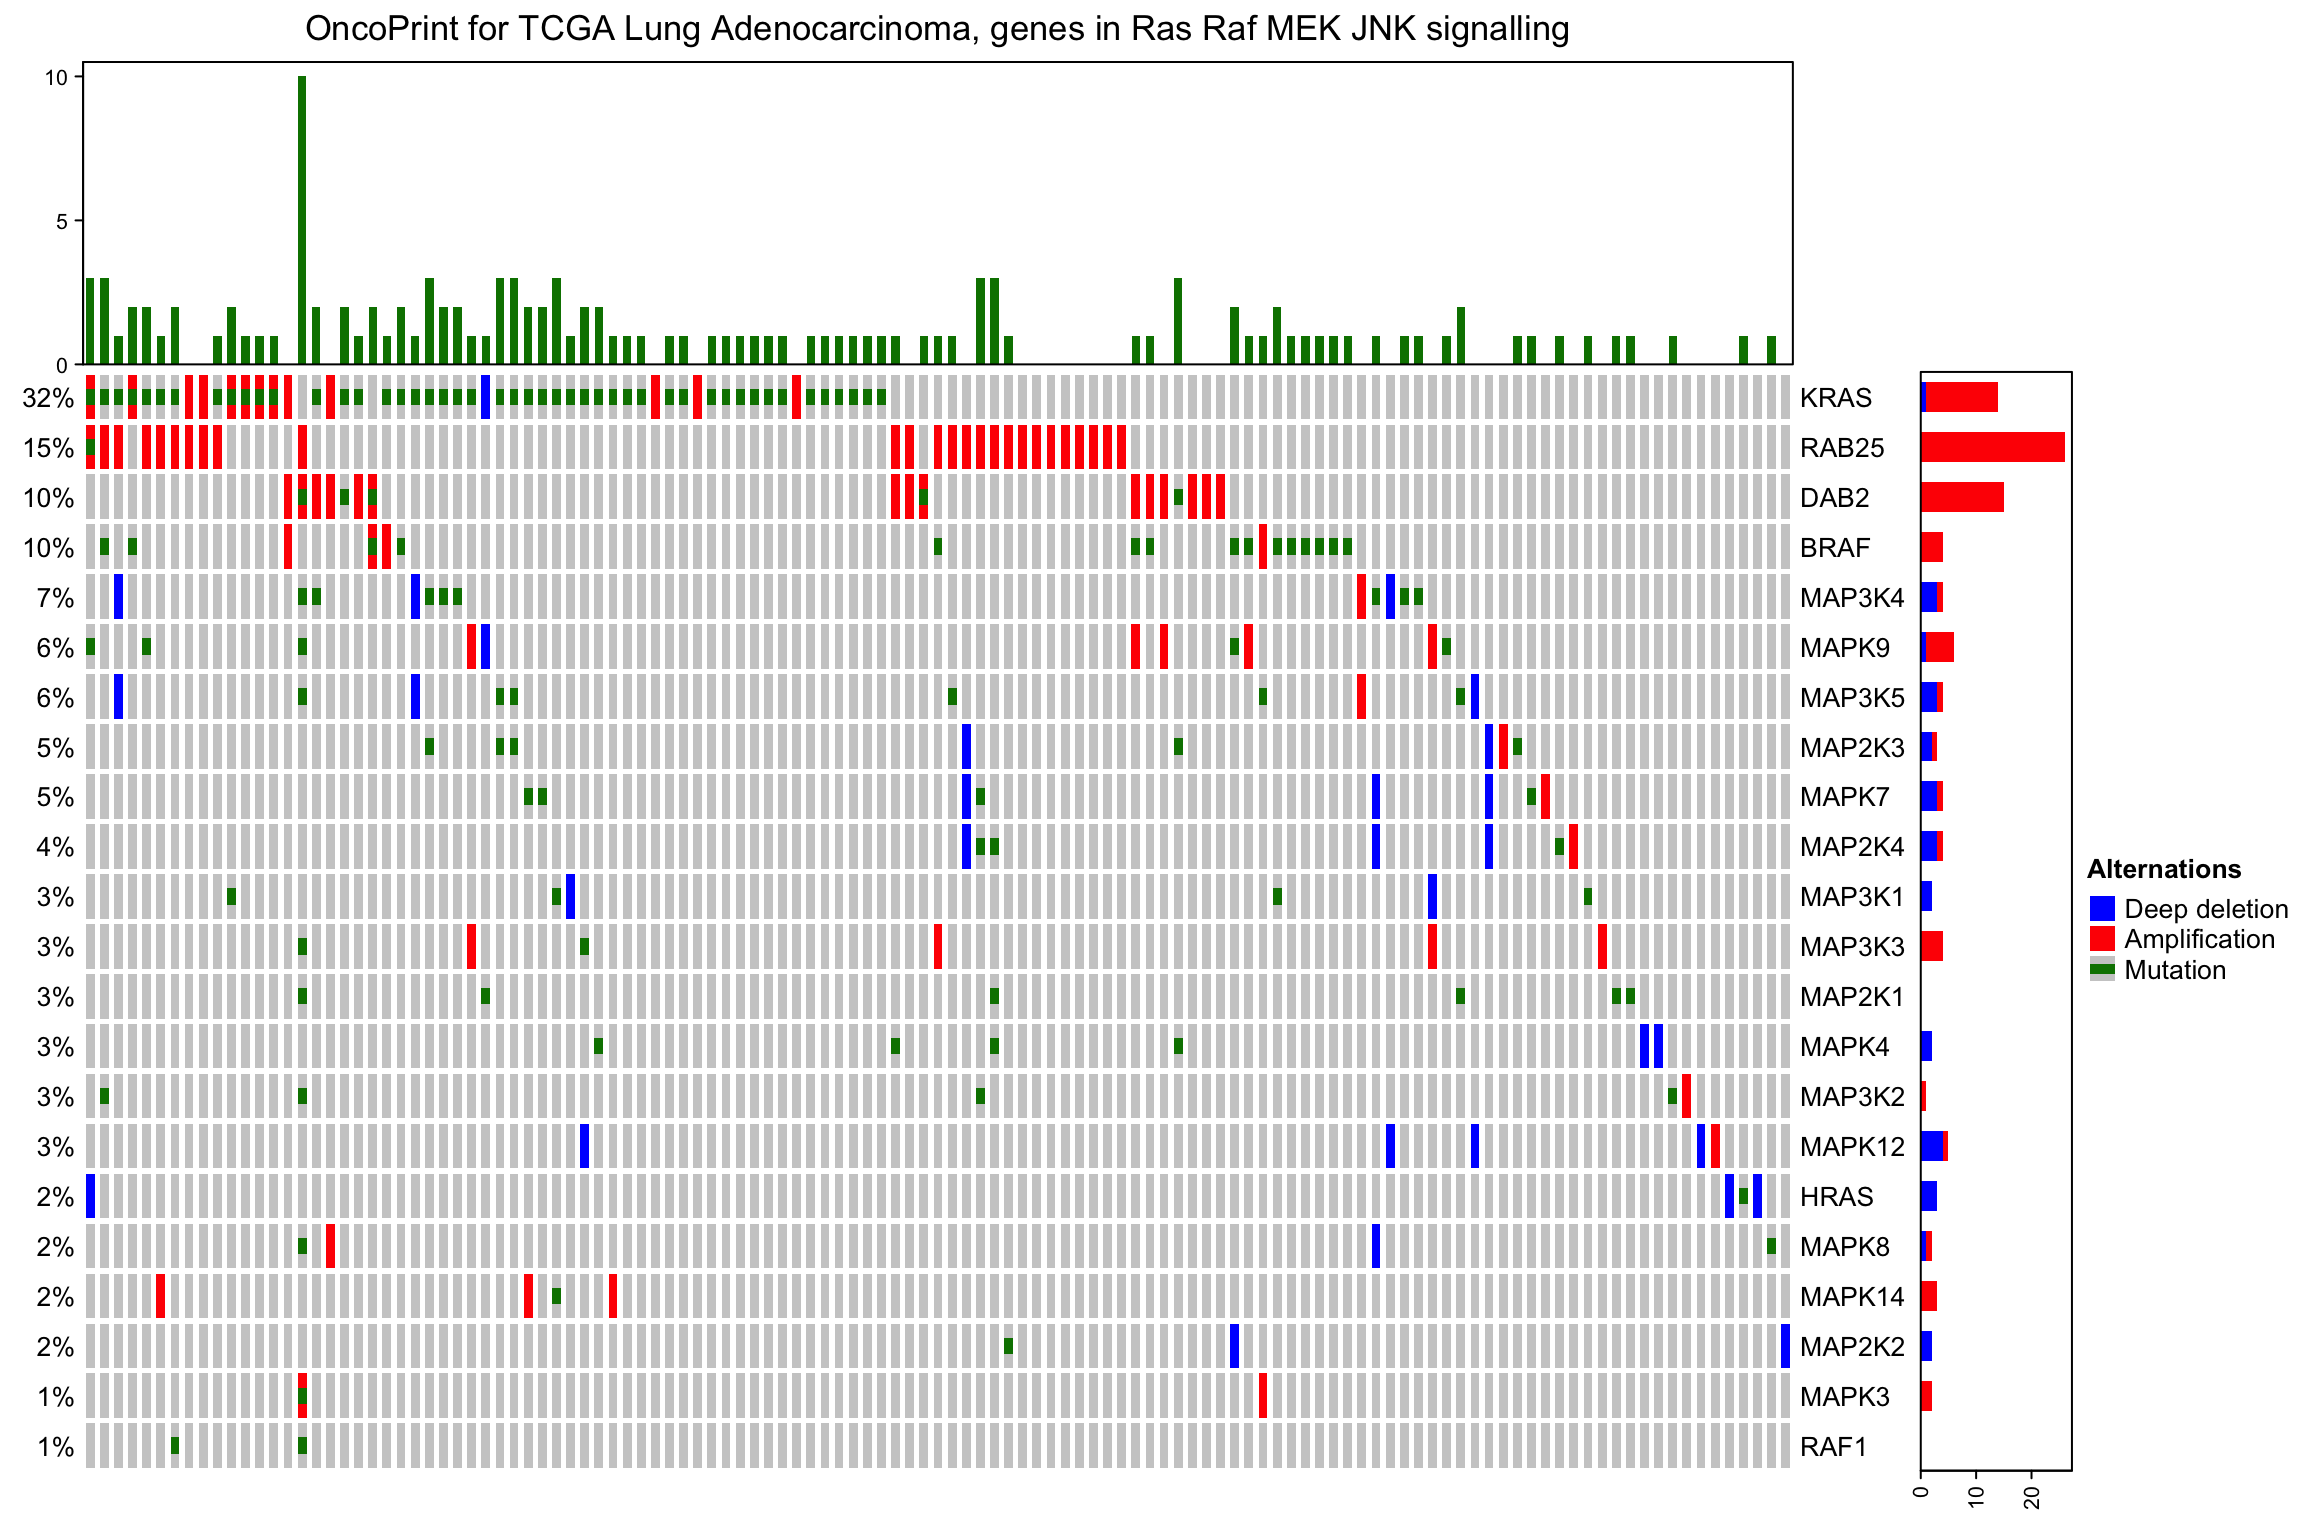 OncoPrint for TCGA Lung Adenocarcinoma, genes in Ras Raf MEK JNK signalling
10
5
0
32% KRAS
15% RAB25
10% DAB2
10% BRAF
7% MAP3K4
6% MAPK9
6% MAP3K5
5% MAP2K3
5% MAPK7
4% MAP2K4
3% MAP3K1
3% MAP3K3
3% MAP2K1
3% MAPK4
3% MAP3K2
3% MAPK12
2% HRAS
2% MAPK8
2% MAPK14
2% MAP2K2
1% MAPK3
1% RAF1
0 10 20
Alternations
Deep deletion
Amplification
Mutation